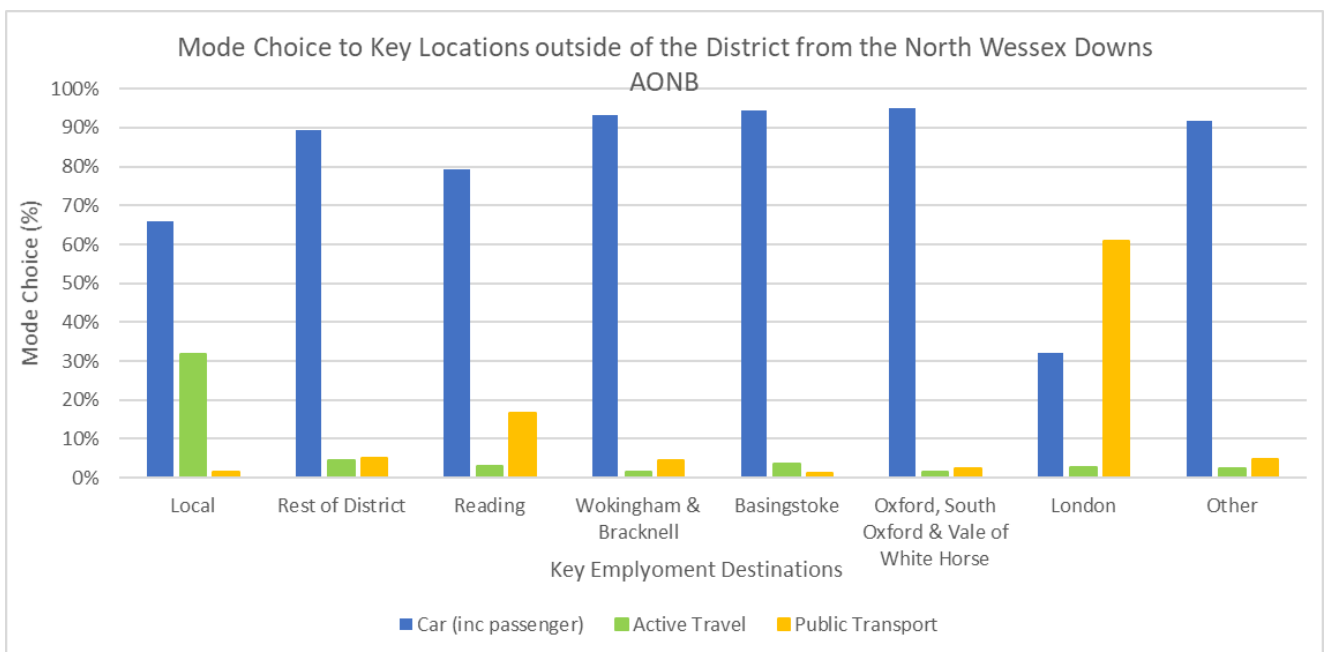 Mode Choice to Key Locations outside of the District from the North Wessex Downs
AONB
100%
90%
80%
70%
60%
50%
40%
30%
20%
10%
0%
Mode Choice (%)
Local
Rest of District
Reading
Wokingham &
Bracknell
Basingstoke
Oxford, South
Oxford & Vale of
White Horse
London
Other
Key Emplyoment Destinations
Car (inc passenger)
Active Travel
Public Transport